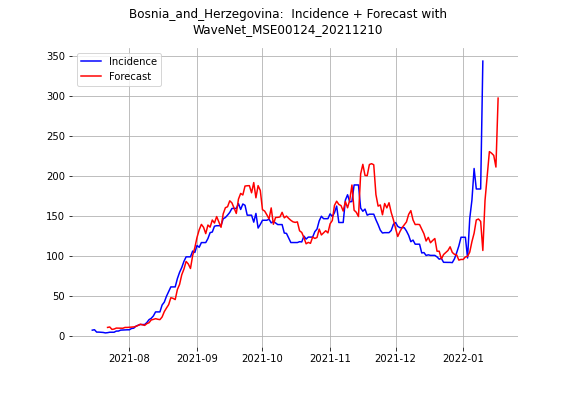 Bosnia_and_Herzegovina:  Incidence + Forecast with
WaveNet_MSE00124_20211210
Incidence
Forecast
350
300
250
200
150
100
50
0
2021-08 2021-09 2021-10 2021-11 2021-12 2022-01